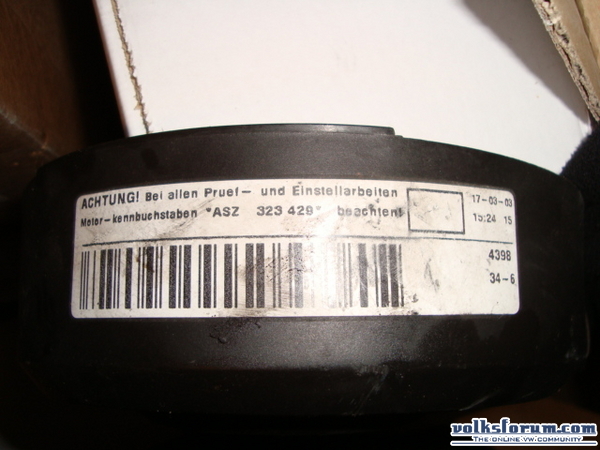 ACHTUNG! Bei allen Pruef- und Einstellarbeiten
Motor-kennbuchstaben *ASZ 323 429* beachten!
17-03-03
15:24 15
4398
34-6
volksforum.com
The-online-VW-community